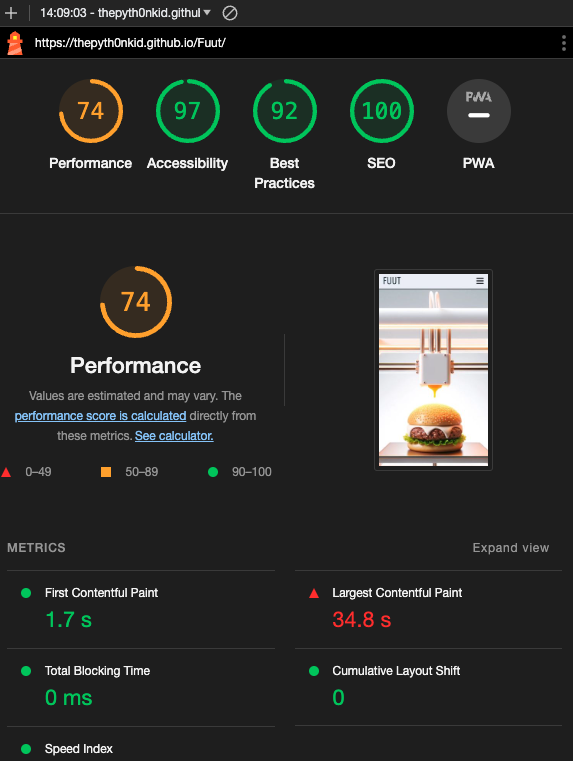 14:09:03 - thepyth0nkid.githul
https://thepyth0nkid.github.io/Fuut/
74
97
92
100
PWA
Performance
Accessibility
Best
Practices
SEO
PWA
74
Performance
Values are estimated and may vary. The
performance score is calculated directly from
these metrics. See calculator.
0–49
50–89
90–100
FUUT
METRICS
Expand view
First Contentful Paint
1.7 s
Largest Contentful Paint
34.8 s
Total Blocking Time
0 ms
Cumulative Layout Shift
0
Speed Index